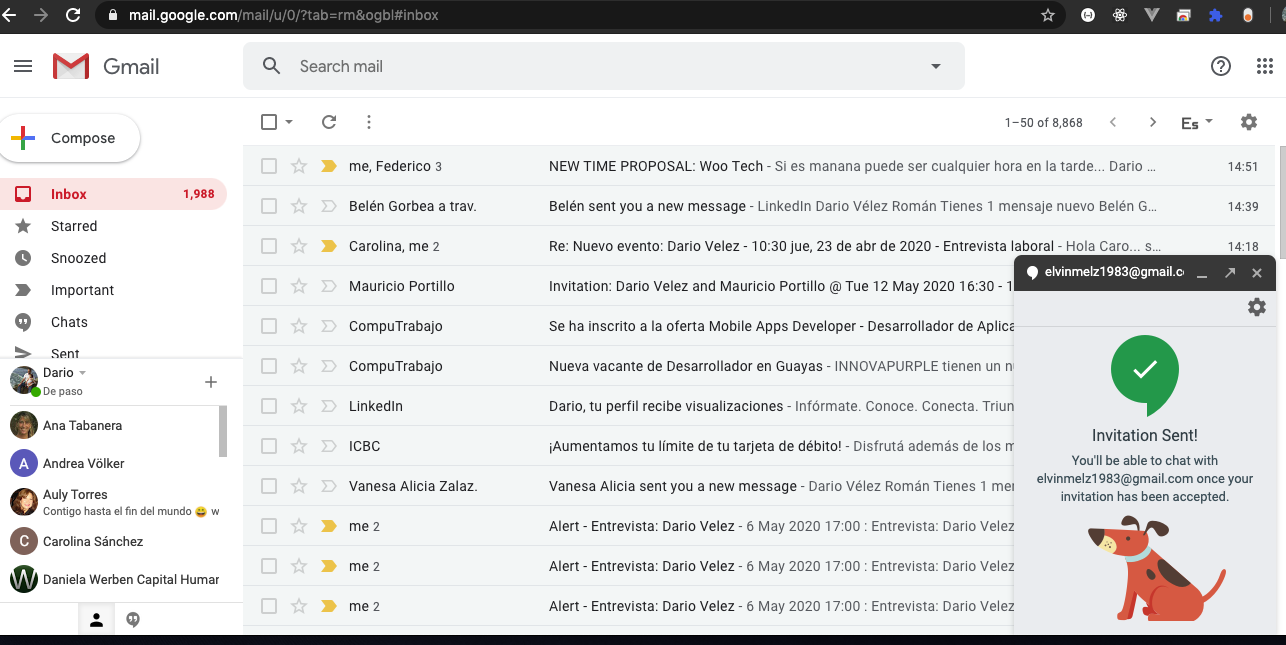 mail.google.com/mail/u/0/?tab=rm&ogbl#inbox
Gmail
Search mail
Compose
1–50 of 8,868
Es
Inbox 1,988
Starred
Snoozed
Important
Chats
Sent
Dario
De paso
Ana Tabanera
A Andrea Völker
Auly Torres
Contigo hasta el fin del mundo 😄 w
C Carolina Sánchez
Daniela Werben Capital Humar
me, Federico 3 NEW TIME PROPOSAL: Woo Tech - Si es manana puede ser cualquier hora en la tarde... Dario ... 14:51
Belén Gorbea a trav. Belén sent you a new message - LinkedIn Dario Vélez Román Tienes 1 mensaje nuevo Belén G... 14:39
Carolina, me 2 Re: Nuevo evento: Dario Velez - 10:30 jue, 23 de abr de 2020 - Entrevista laboral - Hola Caro... s... 14:18
Mauricio Portillo Invitation: Dario Velez and Mauricio Portillo @ Tue 12 May 2020 16:30 - 1
CompuTrabajo Se ha inscrito a la oferta Mobile Apps Developer - Desarrollador de Aplica
CompuTrabajo Nueva vacante de Desarrollador en Guayas - INNOVAPURPLE tienen un n
LinkedIn Dario, tu perfil recibe visualizaciones - Infórmate. Conoce. Conecta. Triun
ICBC ¡Aumentamos tu límite de tu tarjeta de débito! - Disfrutá además de los m
Vanesa Alicia Zalaz. Vanesa Alicia sent you a new message - Dario Vélez Román Tienes 1 mer
me 2 Alert - Entrevista: Dario Velez - 6 May 2020 17:00 : Entrevista: Dario Velez
me 2 Alert - Entrevista: Dario Velez - 6 May 2020 17:00 : Entrevista: Dario Velez
me 2 Alert - Entrevista: Dario Velez - 6 May 2020 17:00 : Entrevista: Dario Velez
elvinmelz1983@gmail.co
Invitation Sent!
You'll be able to chat with
elvinmelz1983@gmail.com once your
invitation has been accepted.